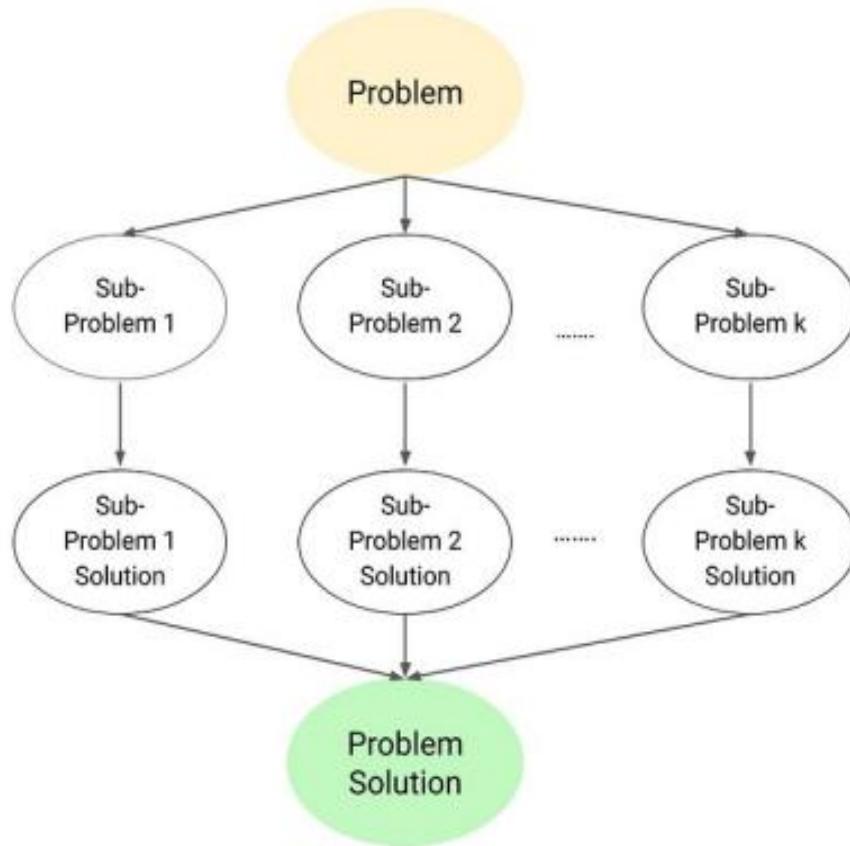 Problem
Sub-
Problem 1
Sub-
Problem 2
.......
Sub-
Problem k
Sub-
Problem 1
Solution
Sub-
Problem 2
Solution
.......
Sub-
Problem k
Solution
Problem
Solution